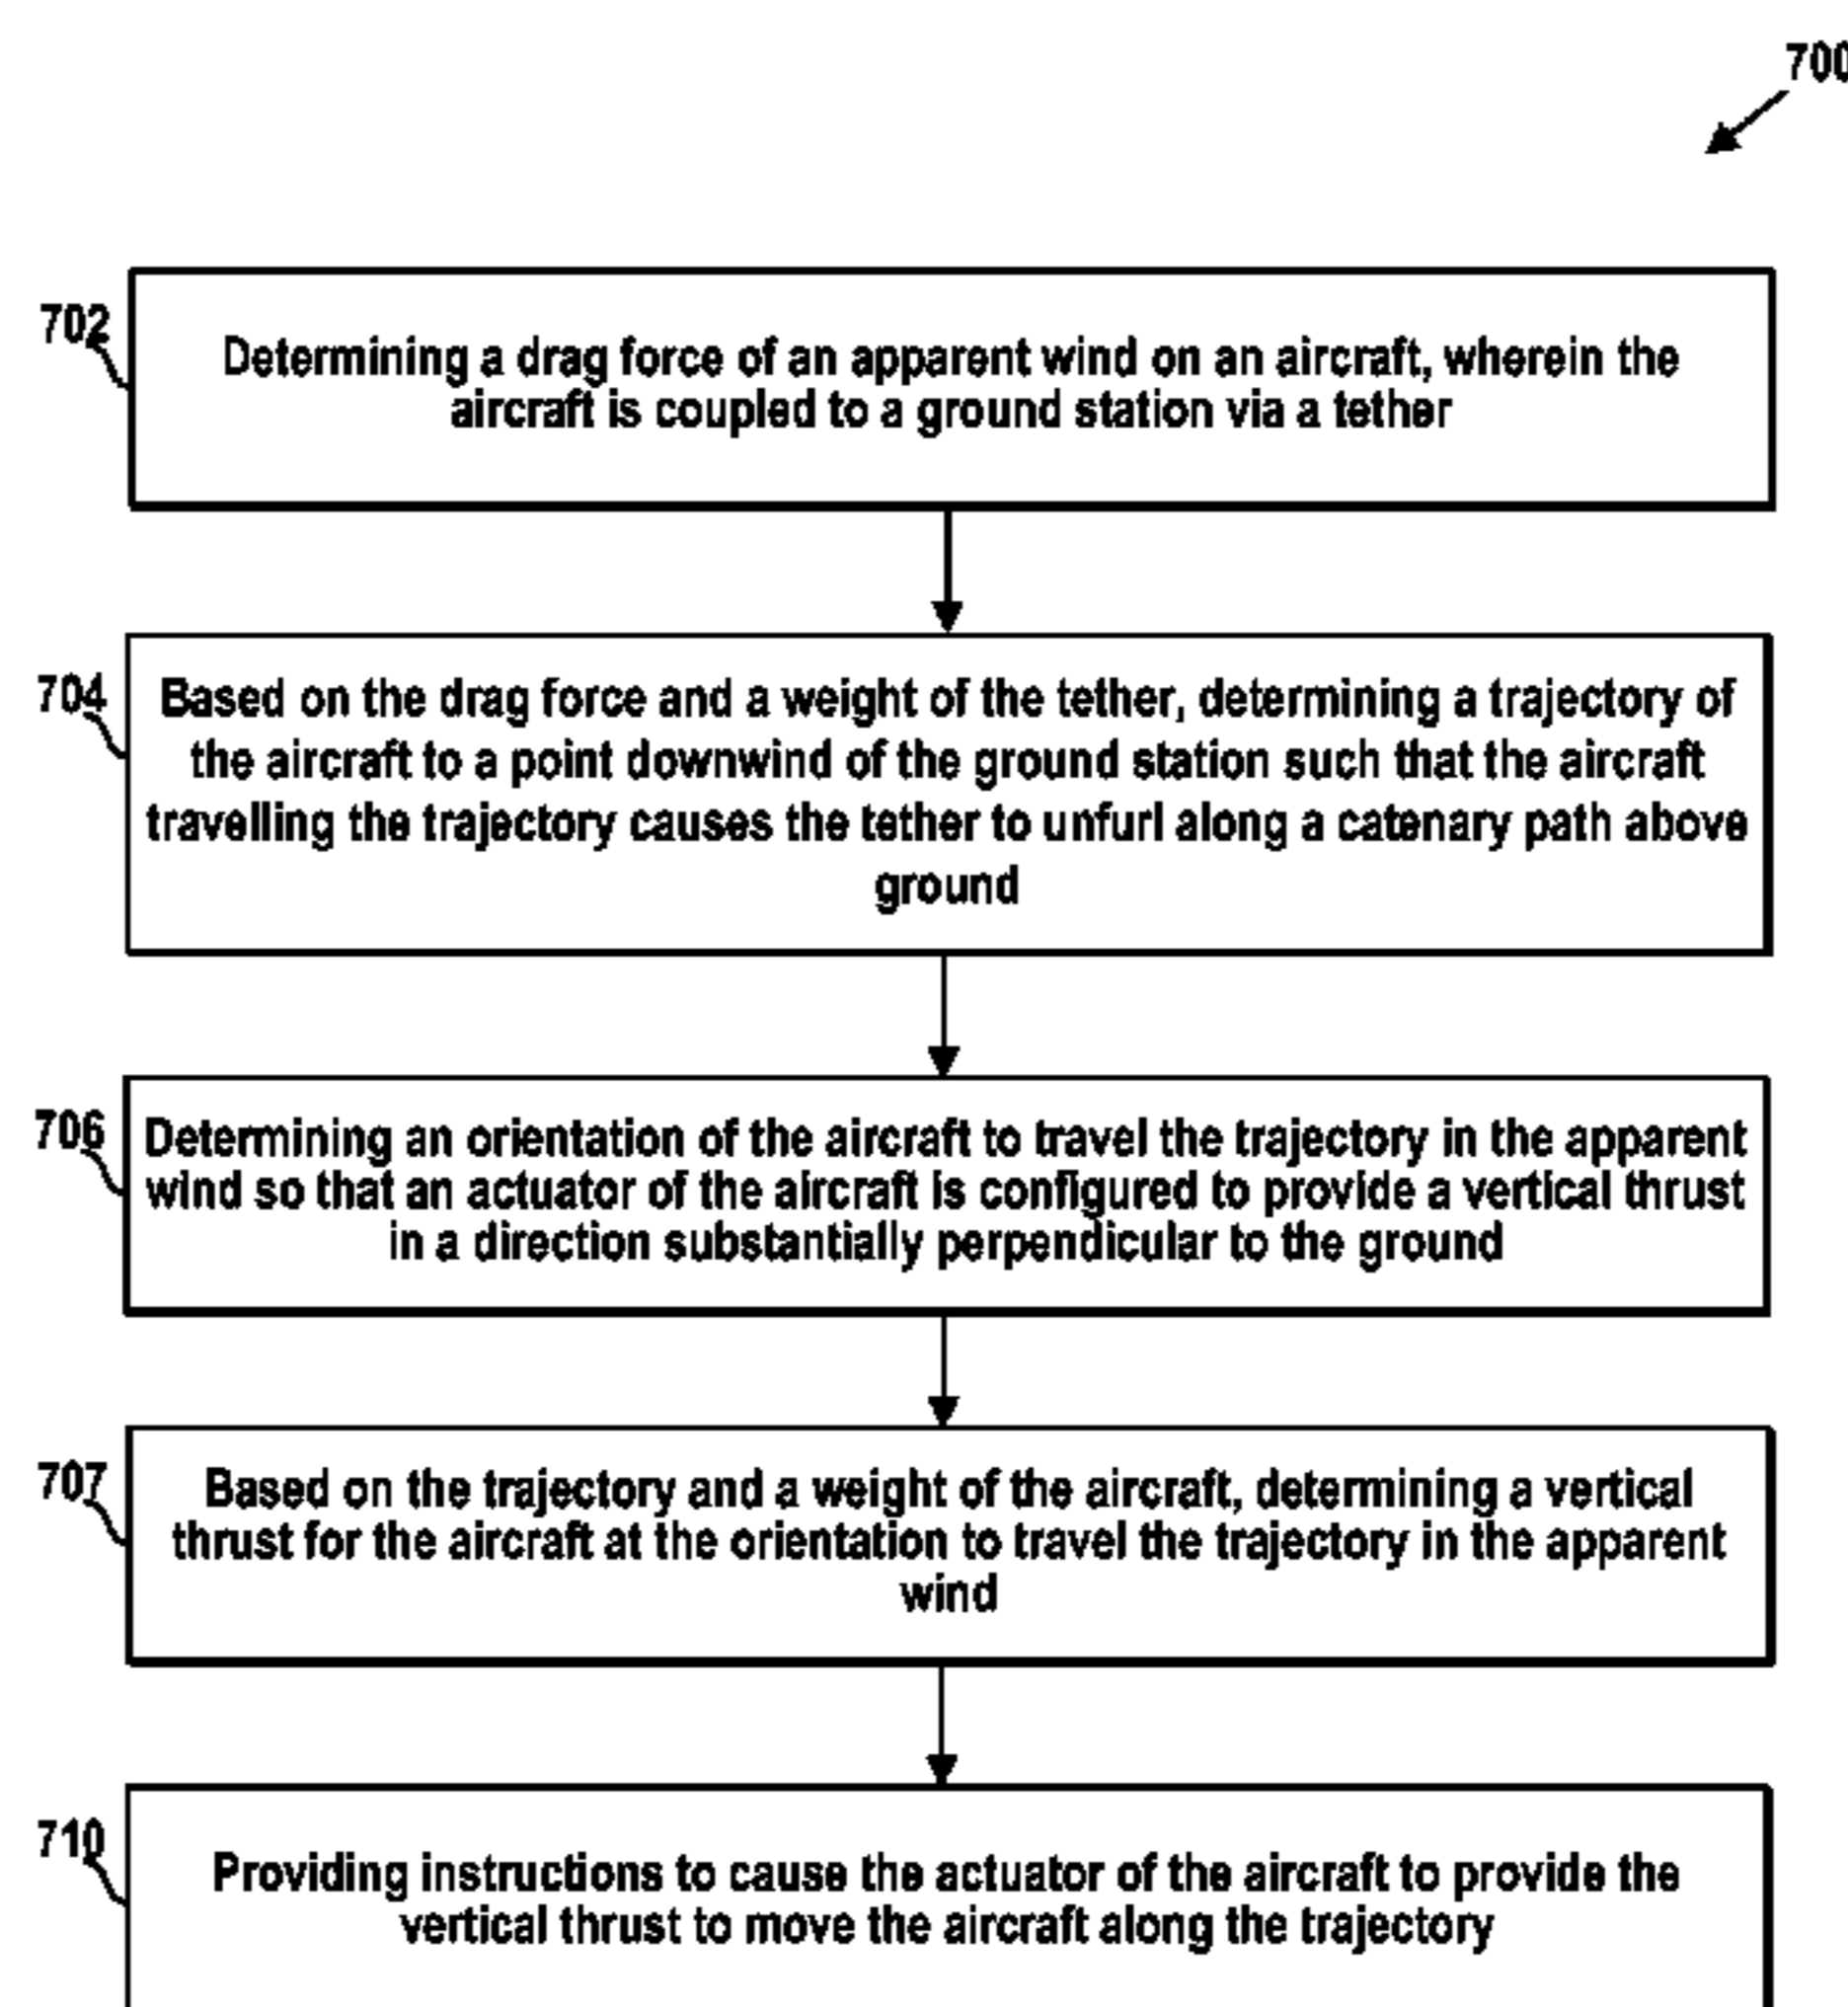 700
702
Determining a drag force of an apparent wind on an aircraft, wherein the
aircraft is coupled to a ground station via a tether
704
Based on the drag force and a weight of the tether, determining a trajectory of
the aircraft to a point downwind of the ground station such that the aircraft
travelling the trajectory causes the tether to unfurl along a catenary path above
ground
706
Determining an orientation of the aircraft to travel the trajectory in the apparent
wind so that an actuator of the aircraft is configured to provide a vertical thrust
in a direction substantially perpendicular to the ground
707
Based on the trajectory and a weight of the aircraft, determining a vertical
thrust for the aircraft at the orientation to travel the trajectory in the apparent
wind
710
Providing instructions to cause the actuator of the aircraft to provide the
vertical thrust to move the aircraft along the trajectory